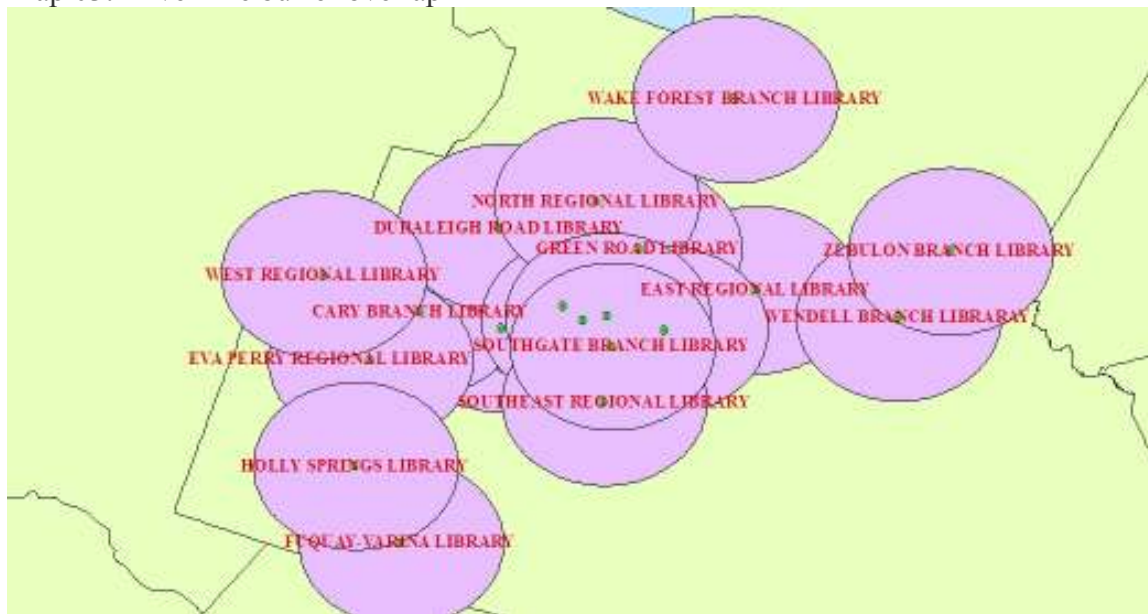 WAKE FOREST BRANCH LIBRARY
NORTH REGIONAL LIBRARY
DURALEIGH ROAD LIBRARY
GREEN ROAD LIBRARY
ZEBULON BRANCH LIBRARY
WEST REGIONAL LIBRARY
EAST REGIONAL LIBRARY
CARY BRANCH LIBRARY
WENDELL BRANCH LIBRARAY
SOUTHGATE BRANCH LIBRARY
EVA PERRY REGIONAL LIBRARY
SOUTHEAST REGIONAL LIBRARY
HOLLY SPRINGS LIBRARY
FUQUAY-VARINA LIBRARY